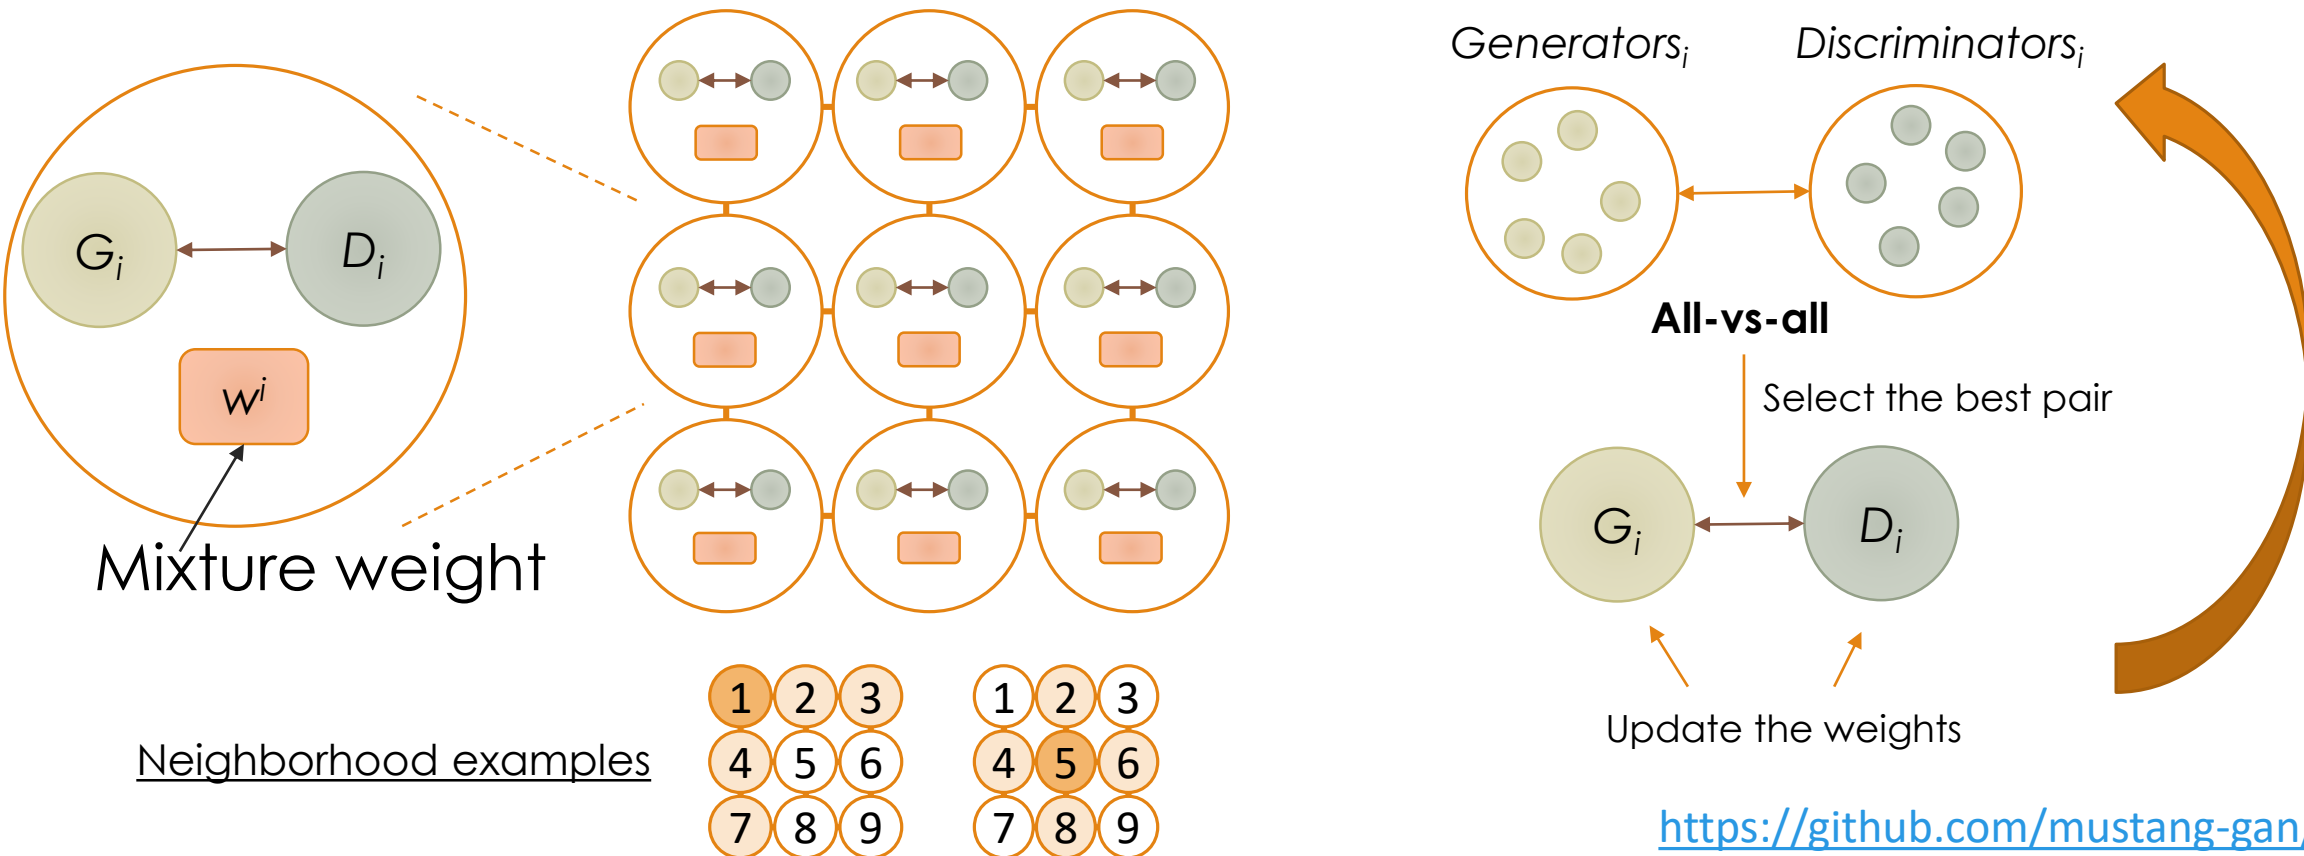 G_i
D_i
w^i
Mixture weight
Neighborhood examples
1 2 3
4 5 6
7 8 9
1 2 3
4 5 6
7 8 9
Generators_i
Discriminators_i
All-vs-all
Select the best pair
G_i
D_i
Update the weights
https://github.com/mustang-gan/